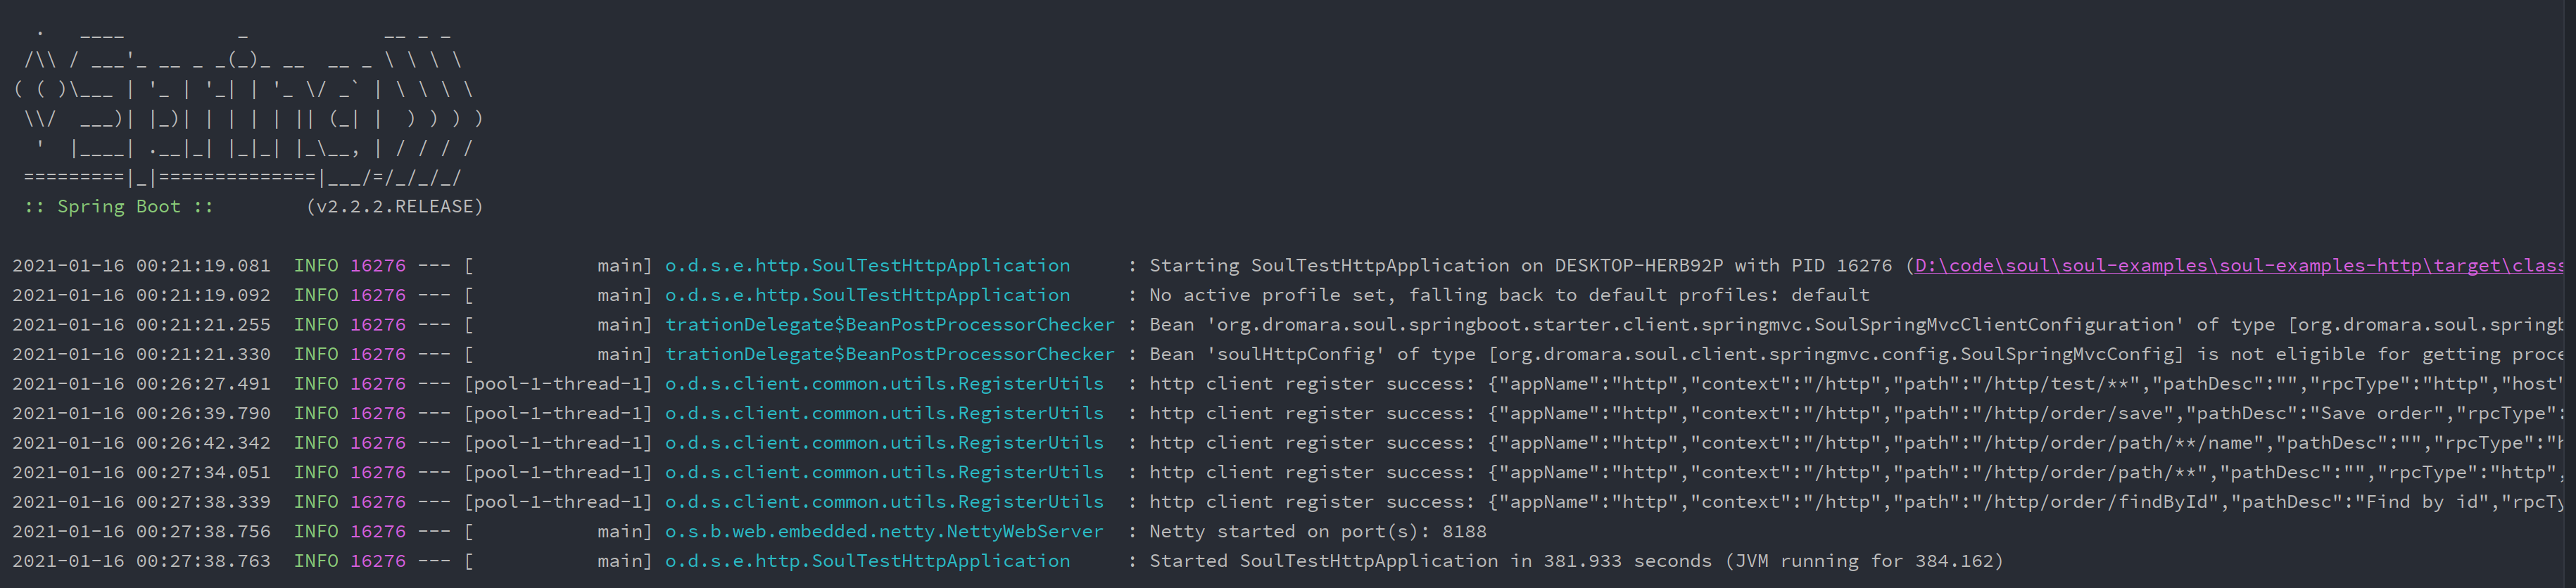 .   ____          _            __ _ _
 /\\ / ___'_ __ _ _(_)_ __  __ _ \ \ \ \
( ( )\___ | '_ | '_| | '_ \/ _` | \ \ \ \
 \\/  ___)| |_)| | | | | || (_| |  ) ) ) )
  '  |____| .__|_| |_|_| |_\__, | / / / /
 =========|_|==============|___/=/_/_/_/
 :: Spring Boot ::        (v2.2.2.RELEASE)
2021-01-16 00:21:19.081  INFO 16276 --- [           main] o.d.s.e.http.SoulTestHttpApplication     : Starting SoulTestHttpApplication on DESKTOP-HERB92P with PID 16276 (D:\code\soul\soul-examples\soul-examples-http\target\class
2021-01-16 00:21:19.092  INFO 16276 --- [           main] o.d.s.e.http.SoulTestHttpApplication     : No active profile set, falling back to default profiles: default
2021-01-16 00:21:21.255  INFO 16276 --- [           main] trationDelegate$BeanPostProcessorChecker : Bean 'org.dromara.soul.springboot.starter.client.springmvc.SoulSpringMvcClientConfiguration' of type [org.dromara.soul.springb
2021-01-16 00:21:21.330  INFO 16276 --- [           main] trationDelegate$BeanPostProcessorChecker : Bean 'soulHttpConfig' of type [org.dromara.soul.client.springmvc.config.SoulSpringMvcConfig] is not eligible for getting proce
2021-01-16 00:26:27.491  INFO 16276 --- [pool-1-thread-1] o.d.s.client.common.utils.RegisterUtils  : http client register success: {"appName":"http","context":"/http","path":"/http/test/**","pathDesc":"","rpcType":"http","host"
2021-01-16 00:26:39.790  INFO 16276 --- [pool-1-thread-1] o.d.s.client.common.utils.RegisterUtils  : http client register success: {"appName":"http","context":"/http","path":"/http/order/save","pathDesc":"Save order","rpcType":
2021-01-16 00:26:42.342  INFO 16276 --- [pool-1-thread-1] o.d.s.client.common.utils.RegisterUtils  : http client register success: {"appName":"http","context":"/http","path":"/http/order/path/**/name","pathDesc":"","rpcType":"h
2021-01-16 00:27:34.051  INFO 16276 --- [pool-1-thread-1] o.d.s.client.common.utils.RegisterUtils  : http client register success: {"appName":"http","context":"/http","path":"/http/order/path/**","pathDesc":"","rpcType":"http",
2021-01-16 00:27:38.339  INFO 16276 --- [pool-1-thread-1] o.d.s.client.common.utils.RegisterUtils  : http client register success: {"appName":"http","context":"/http","path":"/http/order/findById","pathDesc":"Find by id","rpcTy
2021-01-16 00:27:38.756  INFO 16276 --- [           main] o.s.b.web.embedded.netty.NettyWebServer  : Netty started on port(s): 8188
2021-01-16 00:27:38.763  INFO 16276 --- [           main] o.d.s.e.http.SoulTestHttpApplication     : Started SoulTestHttpApplication in 381.933 seconds (JVM running for 384.162)